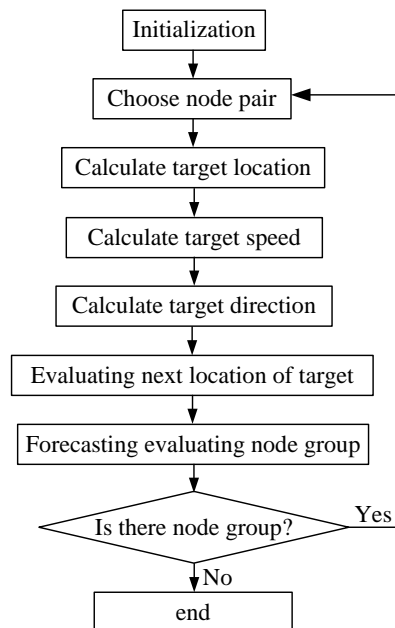 Initialization
Choose node pair
Calculate target location
Calculate target speed
Calculate target direction
Evaluating next location of target
Forecasting evaluating node group
Is there node group?
Yes
No
end